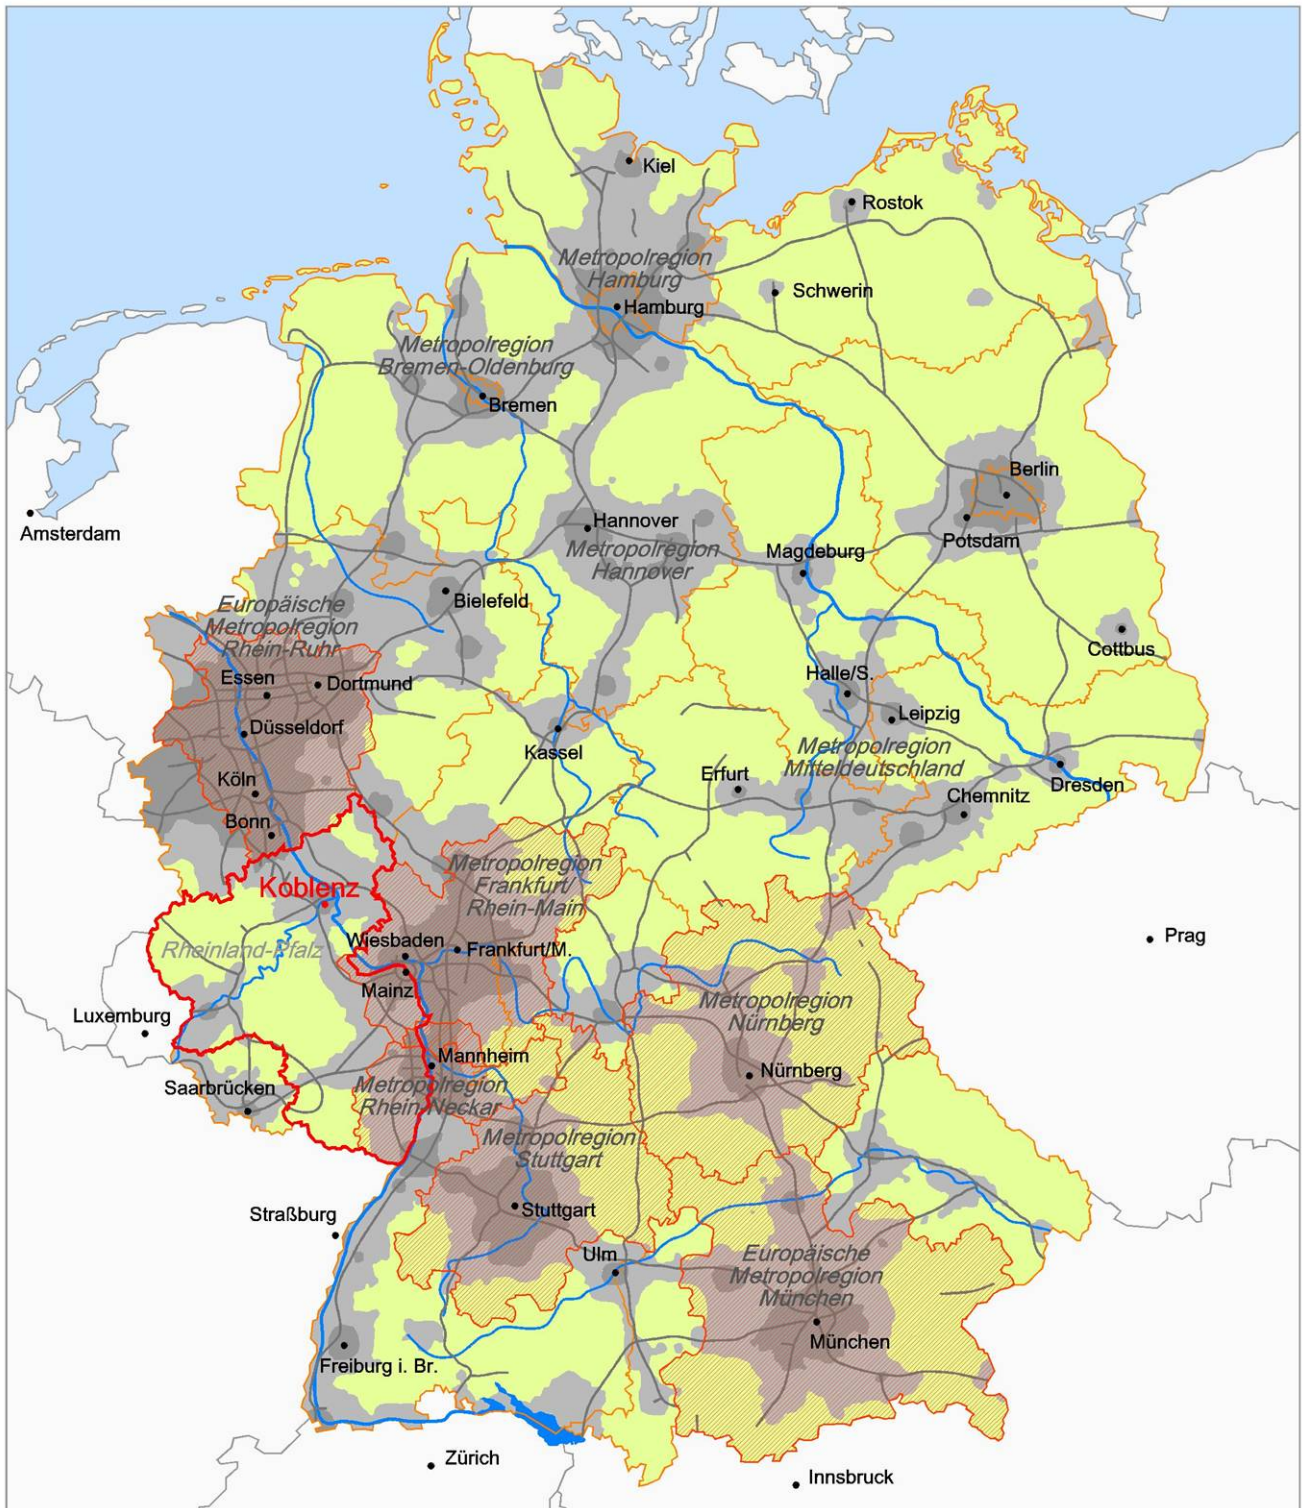 Kiel
Rostok
Metropolregion
Hamburg
Schwerin
Hamburg
Metropolregion
Bremen-Oldenburg
Bremen
Berlin
Amsterdam
Hannover
Potsdam
Metropolregion
Hannover
Magdeburg
Bielefeld
Europäische
Metropolregion
Rhein-Ruhr
Cottbus
Essen
Dortmund
Halle/S.
Leipzig
Düsseldorf
Kassel
Metropolregion
Mitteldeutschland
Köln
Erfurt
Dresden
Chemnitz
Bonn
Metropolregion
Frankfurt/
Rhein-Main
Koblenz
Wiesbaden
Frankfurt/M.
Prag
Rheinland-Pfalz
Mainz
Luxemburg
Metropolregion
Nürnberg
Mannheim
Nürnberg
Saarbrücken
Metropolregion
Rhein-Neckar
Metropolregion
Stuttgart
Straßburg
Stuttgart
Ulm
Europäische
Metropolregion
München
München
Freiburg i. Br.
Zürich
Innsbruck